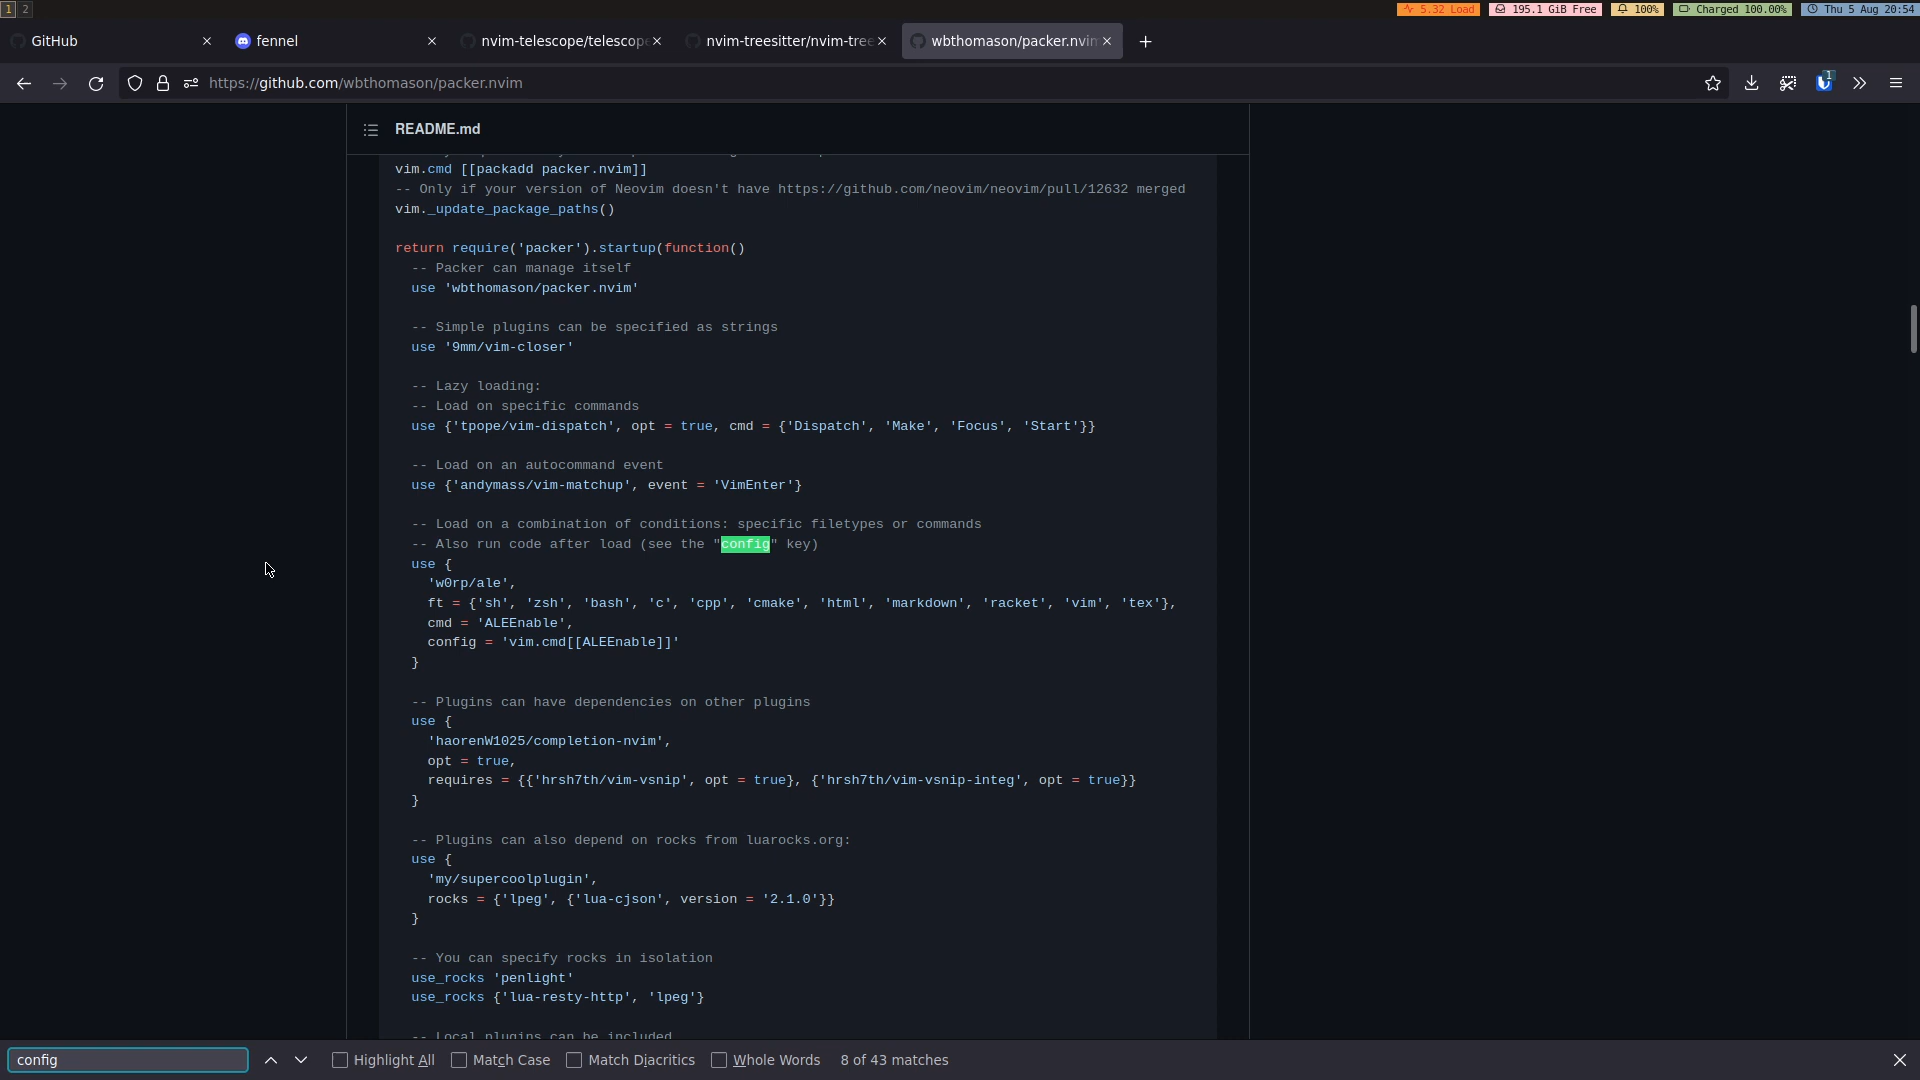 1 2 5.32 Load 195.1 GiB Free 100% Charged 100.00% Thu 5 Aug 20:54
GitHub fennel nvim-telescope/telescope nvim-treesitter/nvim-tree wbthomason/packer.nvim
https://github.com/wbthomason/packer.nvim 1
README.md
vim.cmd [[packadd packer.nvim]]
-- Only if your version of Neovim doesn't have https://github.com/neovim/neovim/pull/12632 merged
vim._update_package_paths()
return require('packer').startup(function()
-- Packer can manage itself
use 'wbthomason/packer.nvim'
-- Simple plugins can be specified as strings
use '9mm/vim-closer'
-- Lazy loading:
-- Load on specific commands
use {'tpope/vim-dispatch', opt = true, cmd = {'Dispatch', 'Make', 'Focus', 'Start'}}
-- Load on an autocommand event
use {'andymass/vim-matchup', event = 'VimEnter'}
-- Load on a combination of conditions: specific filetypes or commands
-- Also run code after load (see the "config" key)
use {
'w0rp/ale',
ft = {'sh', 'zsh', 'bash', 'c', 'cpp', 'cmake', 'html', 'markdown', 'racket', 'vim', 'tex'},
cmd = 'ALEEnable',
config = 'vim.cmd[[ALEEnable]]'
}
-- Plugins can have dependencies on other plugins
use {
'haorenW1025/completion-nvim',
opt = true,
requires = {{'hrsh7th/vim-vsnip', opt = true}, {'hrsh7th/vim-vsnip-integ', opt = true}}
}
-- Plugins can also depend on rocks from luarocks.org:
use {
'my/supercoolplugin',
rocks = {'lpeg', {'lua-cjson', version = '2.1.0'}}
}
-- You can specify rocks in isolation
use_rocks 'penlight'
use_rocks {'lua-resty-http', 'lpeg'}
-- Local plugins can be included
config Highlight All Match Case Match Diacritics Whole Words 8 of 43 matches